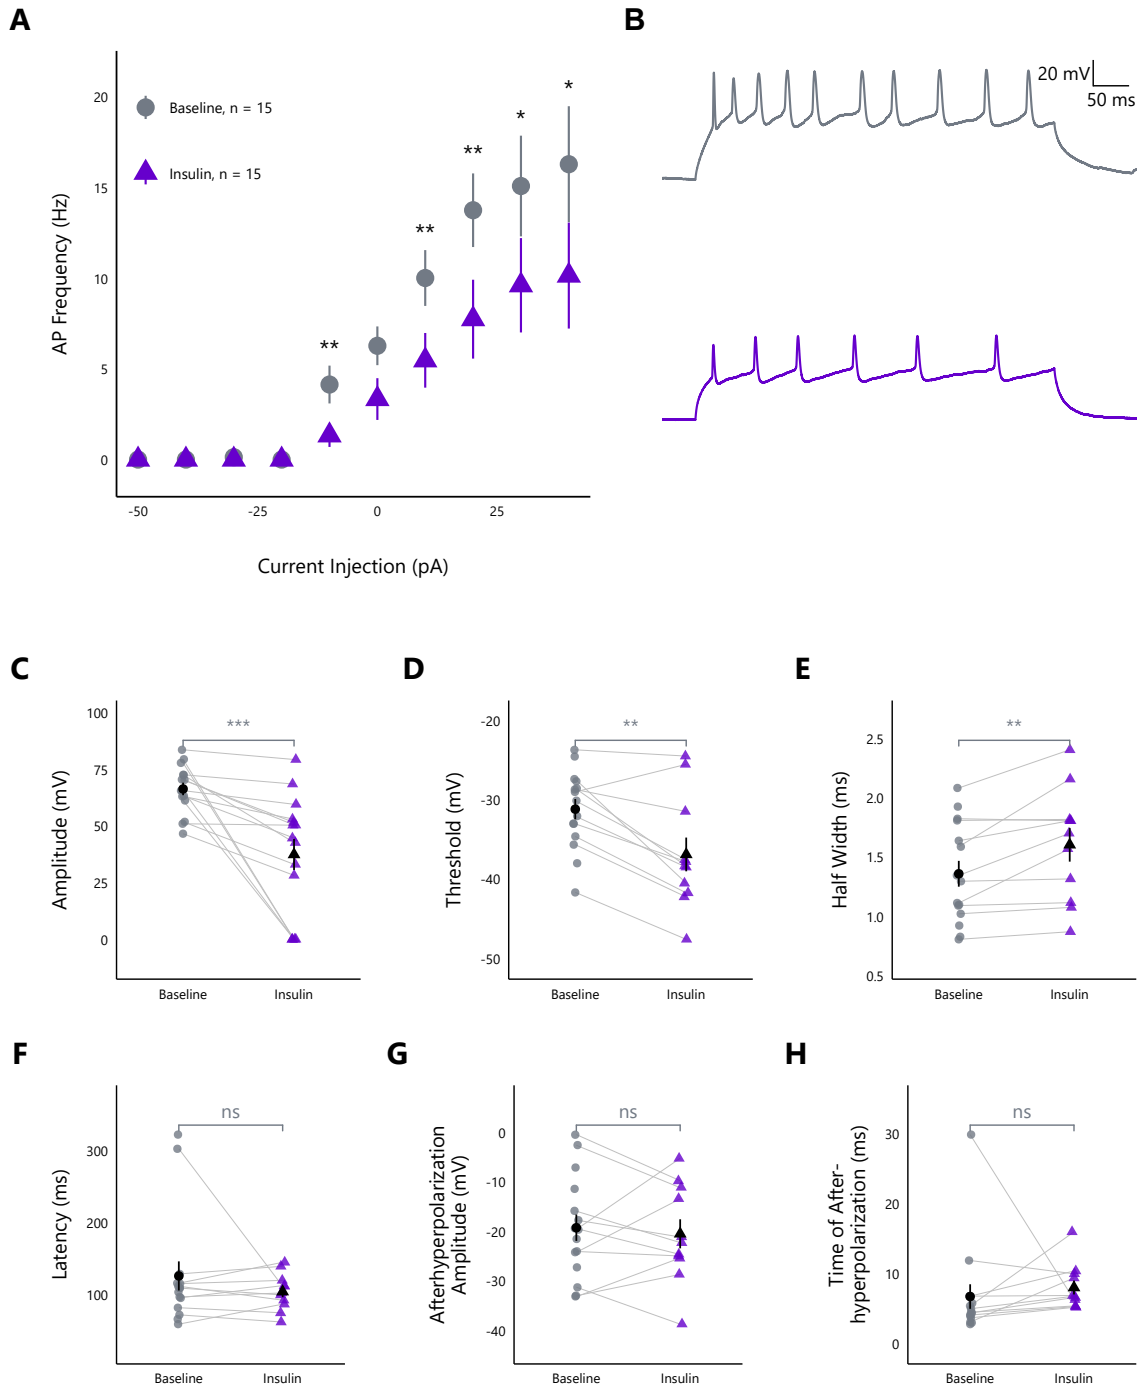 A
B
AP Frequency (Hz)
20
15
10
5
0
Baseline, n = 15
Insulin, n = 15
**
**
**
*
*
-50
-25
0
25
Current Injection (pA)
20 mV
50 ms
C
Amplitude (mV)
100
75
50
25
0
***
Baseline
Insulin
D
Threshold (mV)
-20
-30
-40
-50
**
Baseline
Insulin
E
Half Width (ms)
2.5
2.0
1.5
1.0
0.5
**
Baseline
Insulin
F
Latency (ms)
300
200
100
ns
Baseline
Insulin
G
Afterhyperpolarization
Amplitude (mV)
0
-10
-20
-30
-40
ns
Baseline
Insulin
H
Time of After-
hyperpolarization (ms)
30
20
10
0
ns
Baseline
Insulin